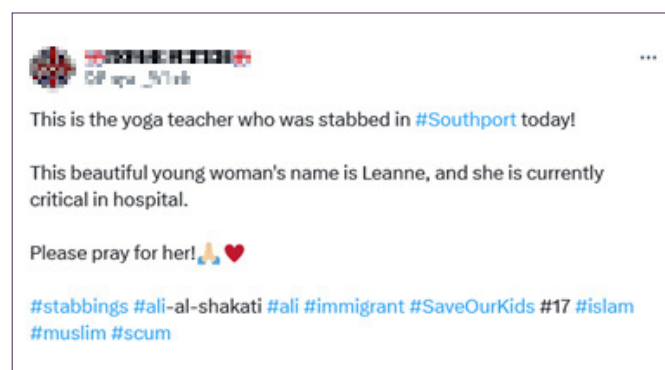 This is the yoga teacher who was stabbed in #Southport today!
This beautiful young woman's name is Leanne, and she is currently
critical in hospital.
Please pray for her!🙏🏼♥️
#stabbings #ali-al-shakati #ali #immigrant #SaveOurKids #17 #islam
#muslim #scum